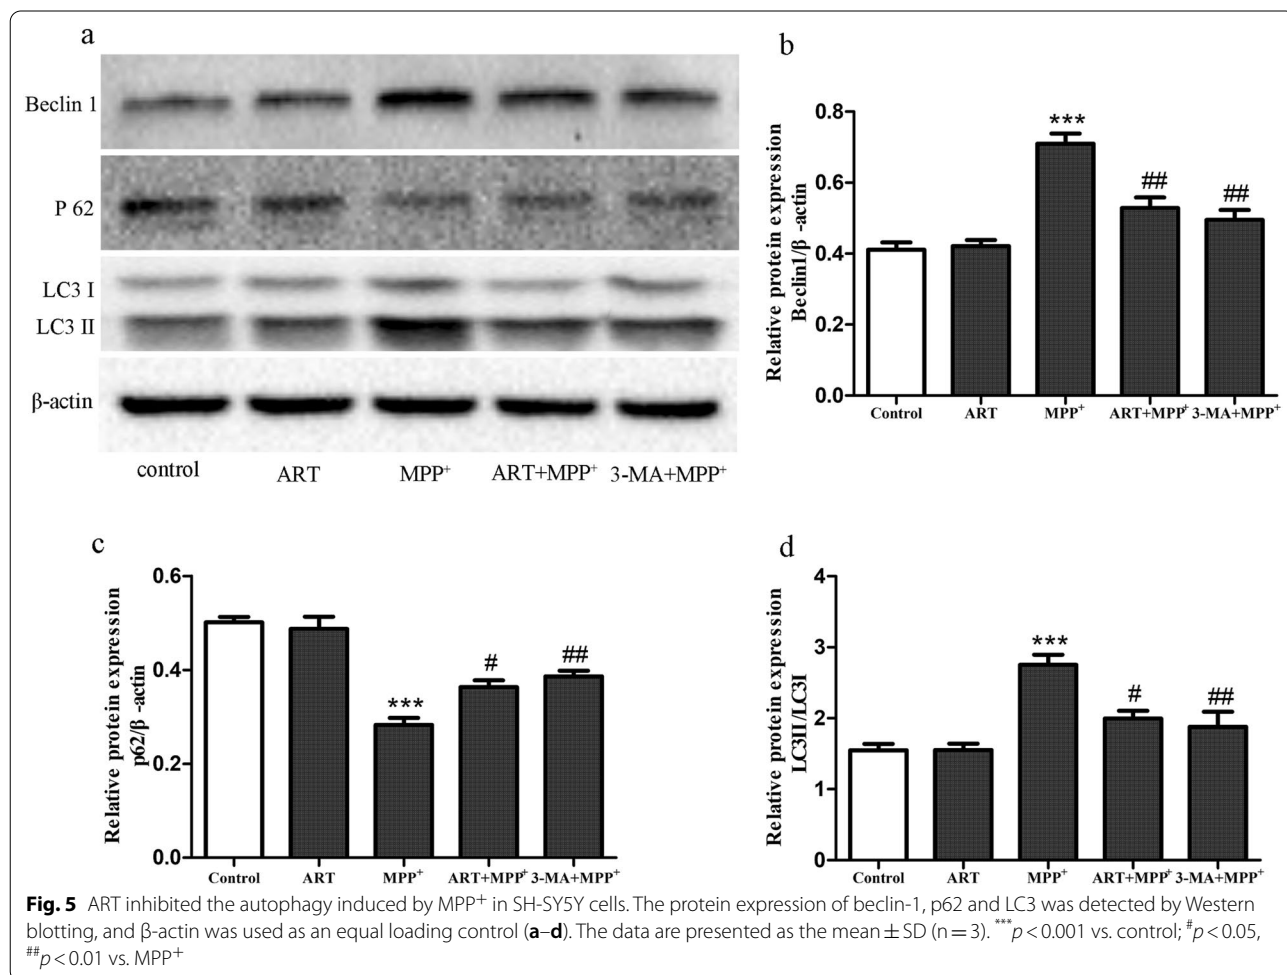 a
Beclin 1
P 62
LC3 I
LC3 II
β-actin
control ART MPP⁺ ART+MPP⁺ 3-MA+MPP⁺
b
Relative protein expression
Beclin1/β -actin
0.8
0.6
0.4
0.2
0.0
***
##
##
Control ART MPP⁺ ART+MPP⁺ 3-MA+MPP⁺
c
Relative protein expression
p62/β -actin
0.6
0.4
0.2
0.0
***
#
##
Control ART MPP⁺ ART+MPP⁺ 3-MA+MPP⁺
d
Relative protein expression
LC3II/LC3I
4
3
2
1
0
***
#
##
Control ART MPP⁺ ART+MPP⁺ 3-MA+MPP⁺
Fig. 5 ART inhibited the autophagy induced by MPP⁺ in SH-SY5Y cells. The protein expression of beclin-1, p62 and LC3 was detected by Western
blotting, and β-actin was used as an equal loading control (a–d). The data are presented as the mean ± SD (n = 3). ***p < 0.001 vs. control; #p < 0.05,
##p < 0.01 vs. MPP⁺